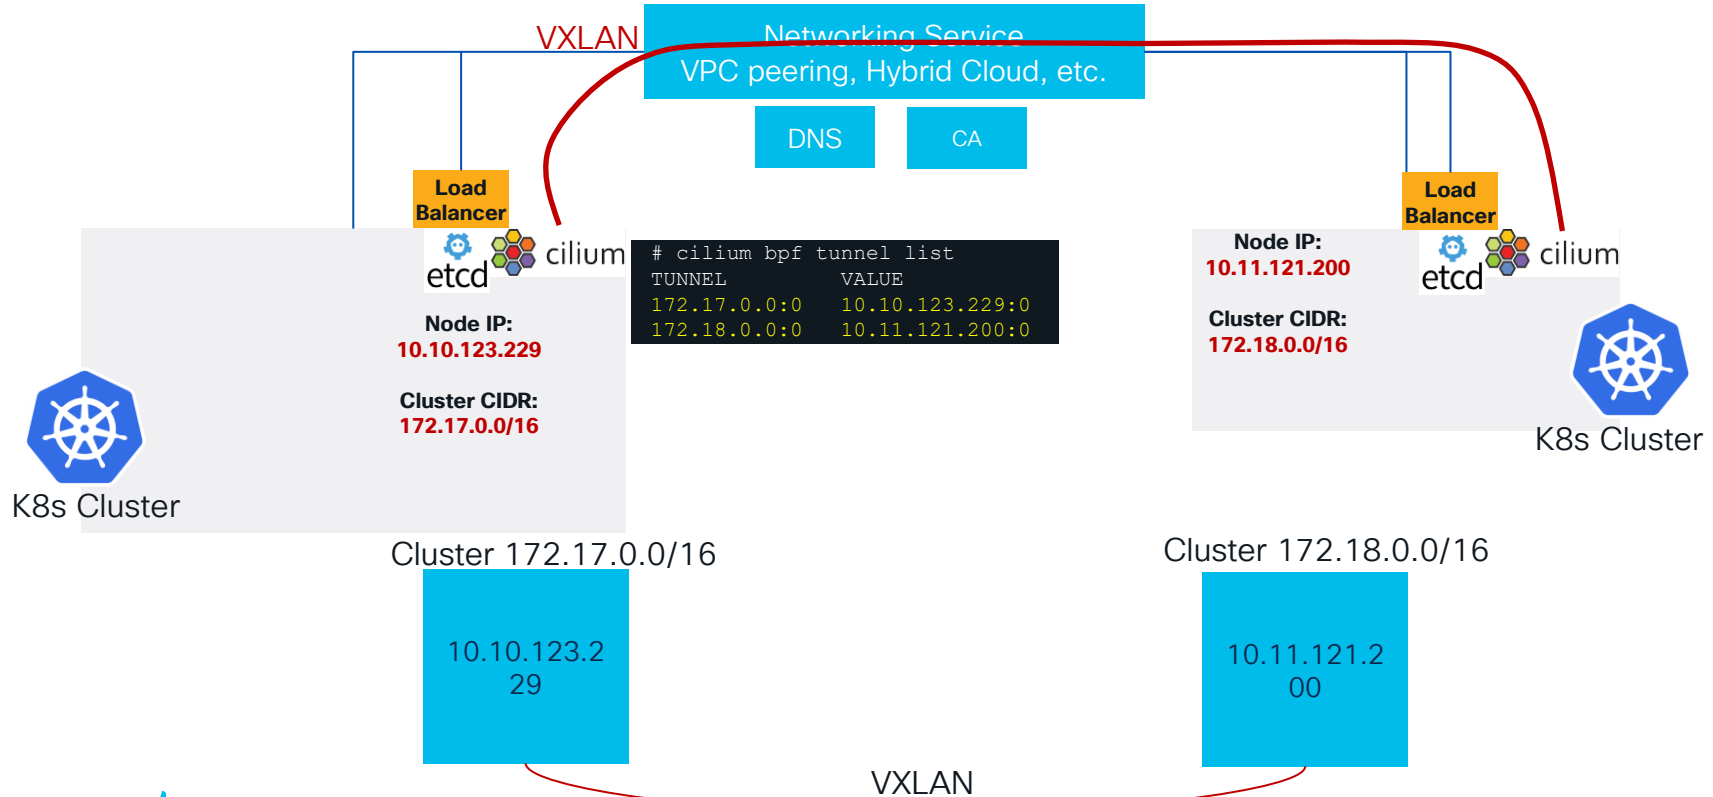 VXLAN
Networking Service
VPC peering, Hybrid Cloud, etc.
DNS
CA
Load
Balancer
etcd
cilium
Node IP:
10.10.123.229
Cluster CIDR:
172.17.0.0/16
K8s Cluster
# cilium bpf tunnel list
TUNNEL VALUE
172.17.0.0:0 10.10.123.229:0
172.18.0.0:0 10.11.121.200:0
Load
Balancer
etcd
cilium
Node IP:
10.11.121.200
Cluster CIDR:
172.18.0.0/16
K8s Cluster
Cluster 172.17.0.0/16
10.10.123.2
29
Cluster 172.18.0.0/16
10.11.121.2
00
VXLAN